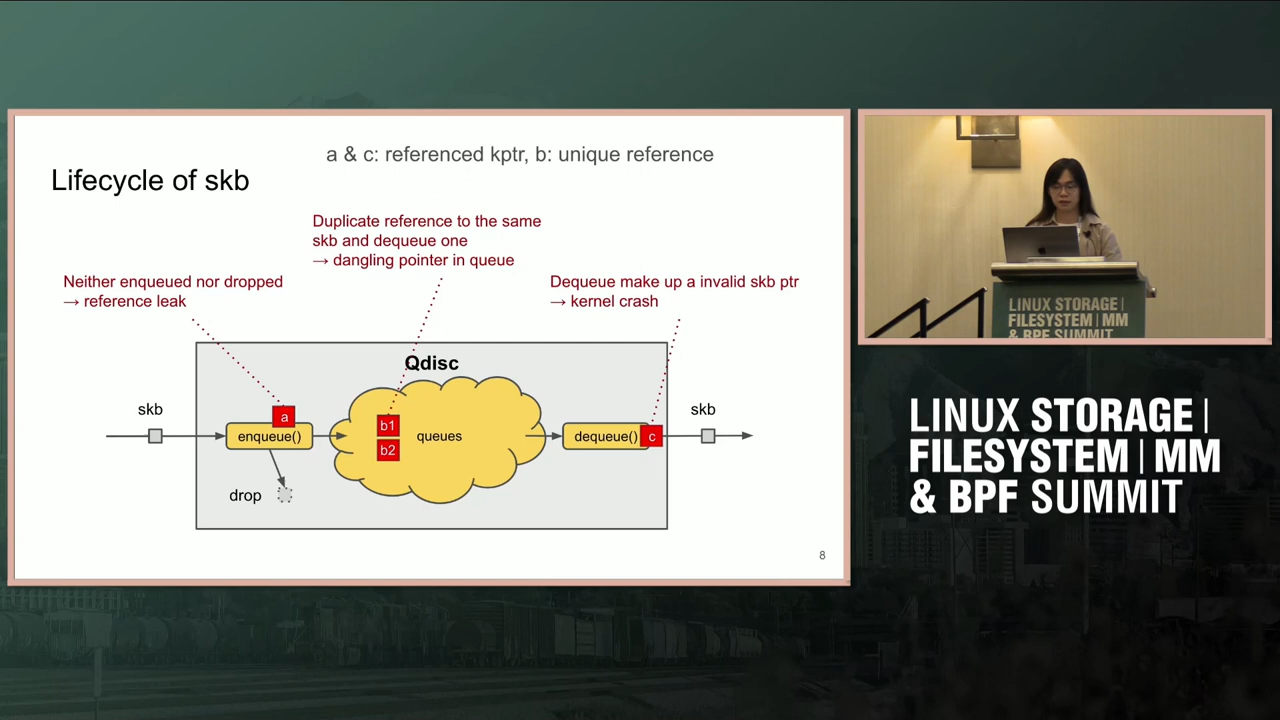 a & c: referenced kptr, b: unique reference
Lifecycle of skb
Duplicate reference to the same
skb and dequeue one
→ dangling pointer in queue
Neither enqueued nor dropped
→ reference leak
Dequeue make up a invalid skb ptr
→ kernel crash
Qdisc
skb
a
enqueue()
drop
b1
b2
queues
dequeue()
c
skb
8
LINUX STORAGE |
FILESYSTEM | MM
& BPF SUMMIT
LINUX STORAGE |
FILESYSTEM | MM
& BPF SUMMIT